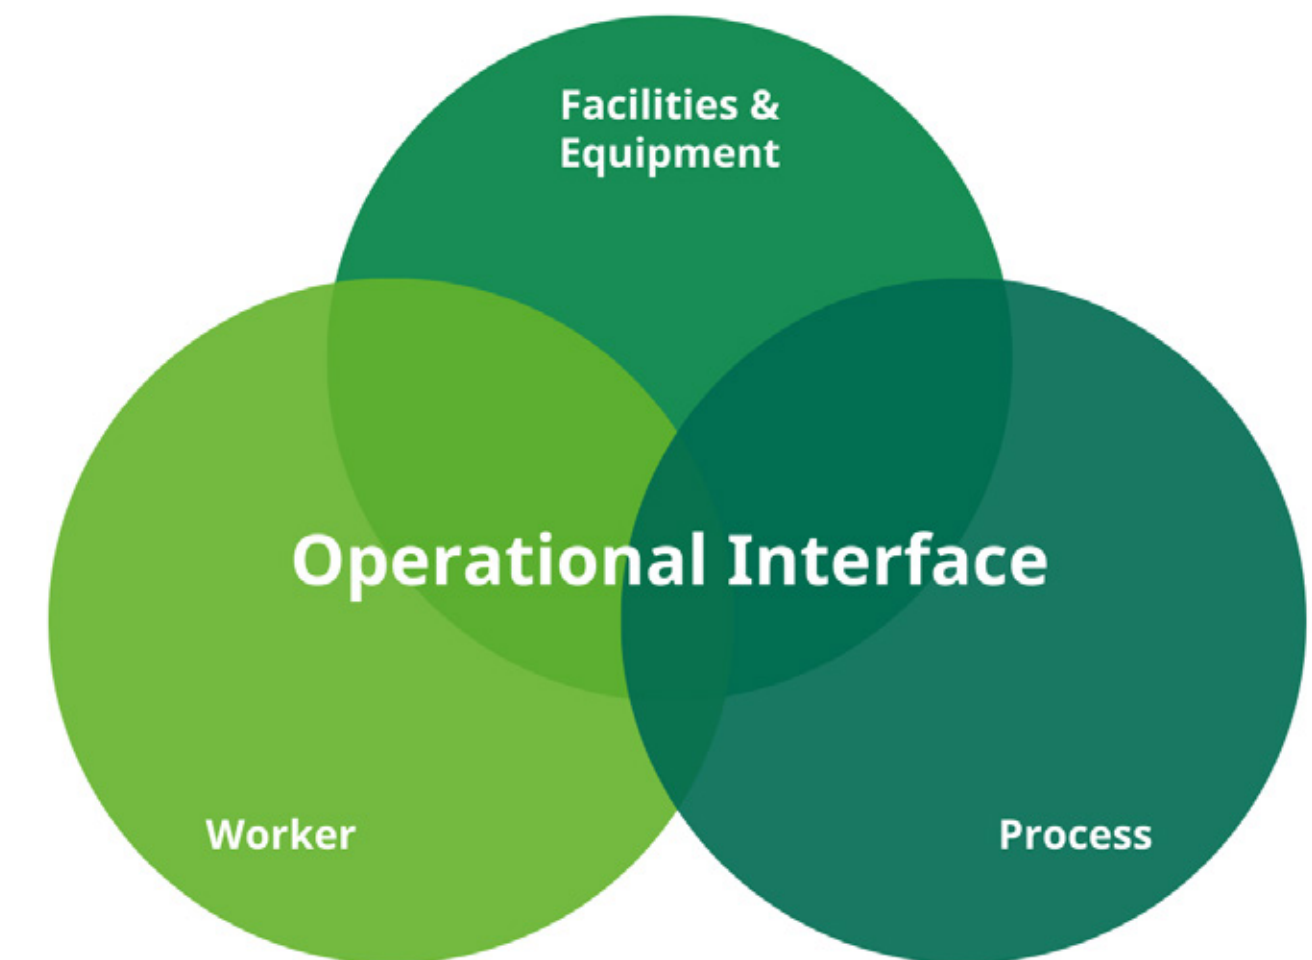 Facilities &
Equipment
Operational Interface
Worker
Process